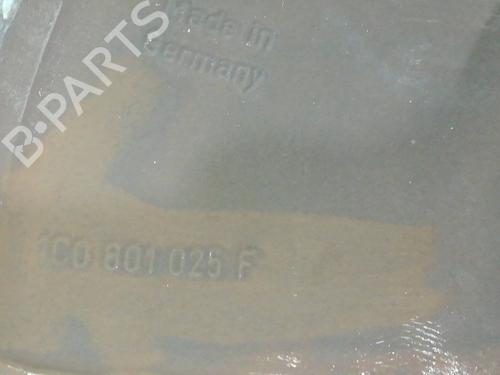 Made in
Germany
B-PARTS
1C0 601 025 F